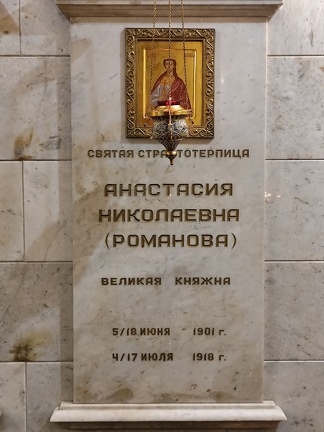 СВЯТАЯ СТРАСТОТЕРПИЦА
АНАСТАСИЯ
НИКОЛАЕВНА
(РОМАНОВА)
ВЕЛИКАЯ КНЯЖНА
5/18 ИЮНЯ 1901 г.
4/17 ИЮЛЯ 1918 г.